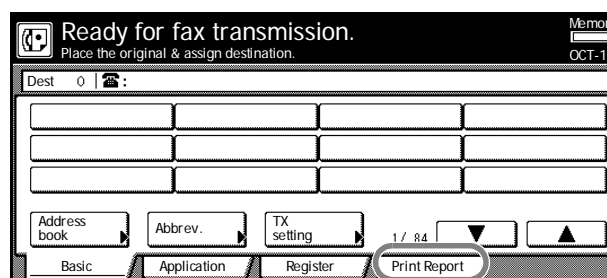 Ready for fax transmission.
Place the original & assign destination.
Memor
OCT-1
Dest 0 ☎:
Address book
Abbrev.
TX setting
1/ 84
Basic
Application
Register
Print Report